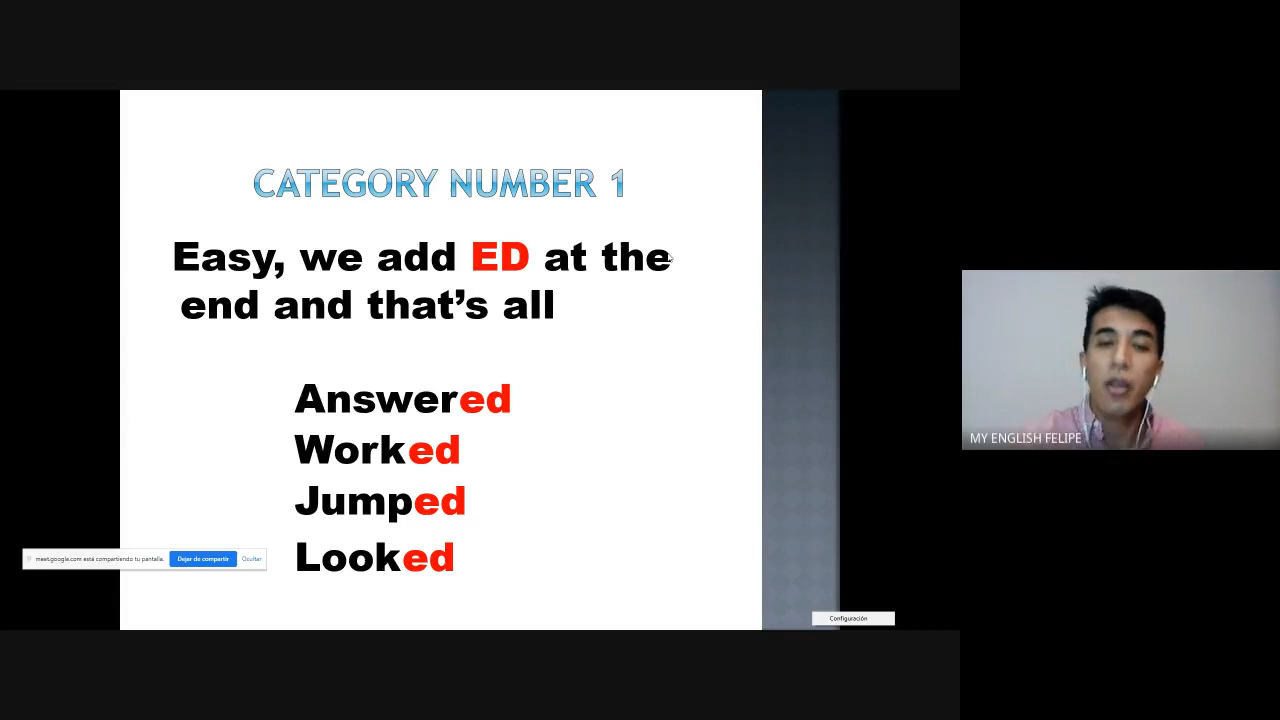 CATEGORY NUMBER 1
Easy, we add ED at the
end and that’s all
Answered
Worked
Jumped
Looked
meet.google.com está compartiendo tu pantalla.
Dejar de compartir
Ocultar
Configuración
MY ENGLISH FELIPE